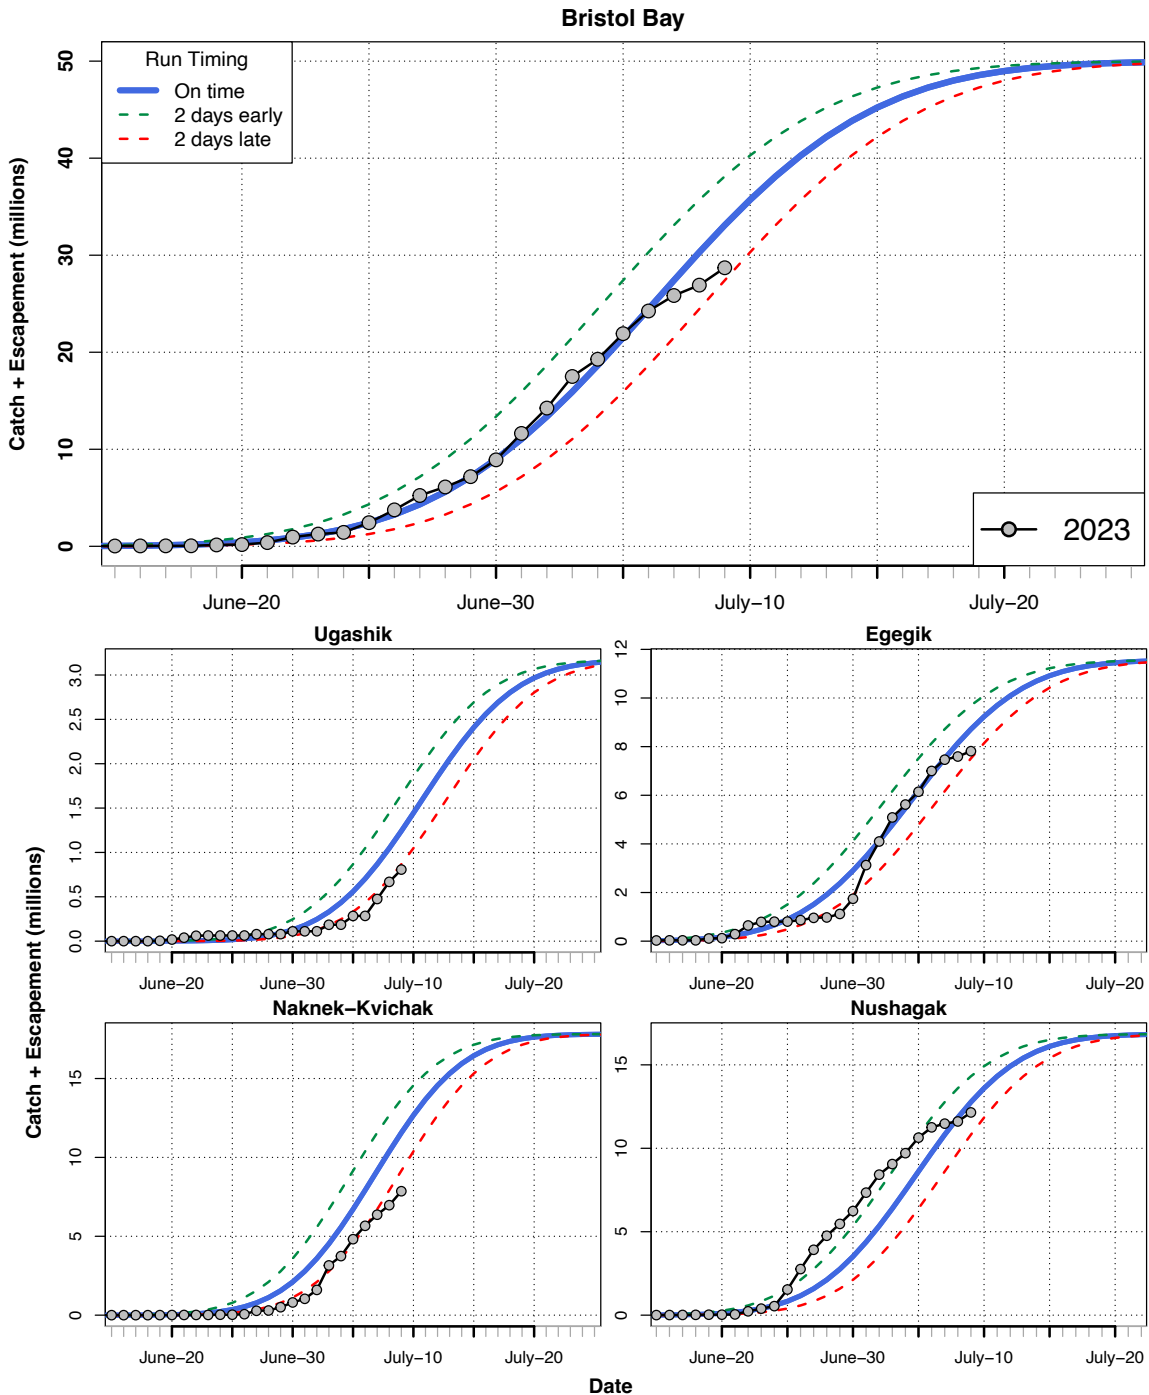 Bristol Bay
Run Timing
On time
2 days early
2 days late
Catch + Escapement (millions)
50
40
30
20
10
0
2023
June−20 June−30 July−10 July−20
Ugashik
3.0
2.5
2.0
1.5
1.0
0.5
0.0
June−20 June−30 July−10 July−20
Egegik
12
10
8
6
4
2
0
June−20 June−30 July−10 July−20
Catch + Escapement (millions)
Naknek−Kvichak
15
10
5
0
June−20 June−30 July−10 July−20
Nushagak
15
10
5
0
June−20 June−30 July−10 July−20
Date